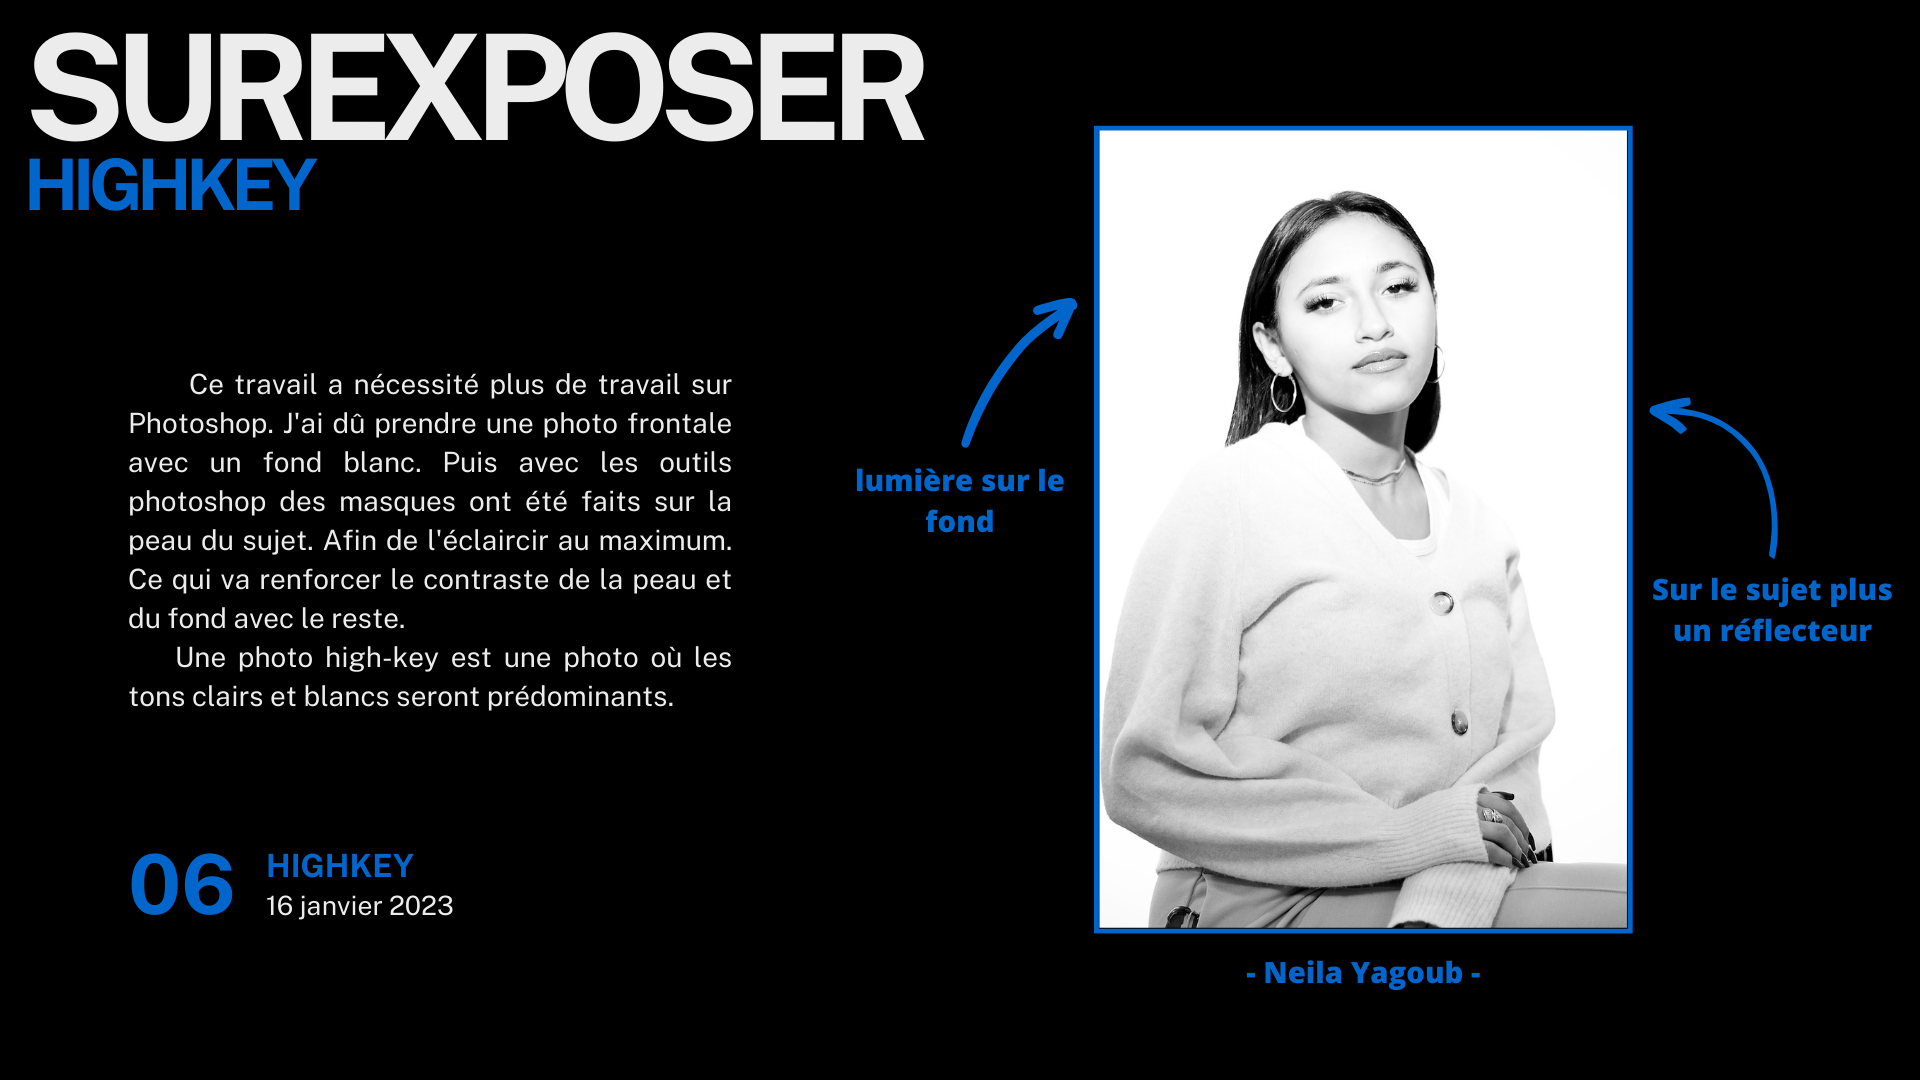 SUREXPOSER
HIGHKEY
Ce travail a nécessité plus de travail sur
Photoshop. J'ai dû prendre une photo frontale
avec un fond blanc. Puis avec les outils
photoshop des masques ont été faits sur la
peau du sujet. Afin de l'éclaircir au maximum.
Ce qui va renforcer le contraste de la peau et
du fond avec le reste.
Une photo high-key est une photo où les
tons clairs et blancs seront prédominants.
06
HIGHKEY
16 janvier 2023
lumière sur le
fond
Sur le sujet plus
un réflecteur
- Neila Yagoub -